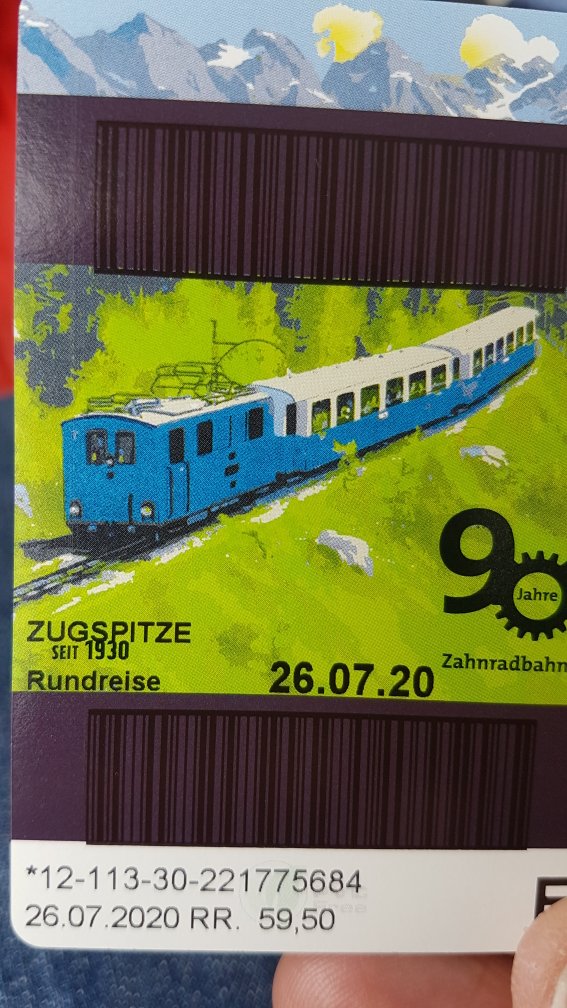 90
Jahre
ZUGSPITZE
SEIT 1930
Zahnradbahn
Rundreise
26.07.20
*12-113-30-221775684
26.07.2020 RR. 59,50